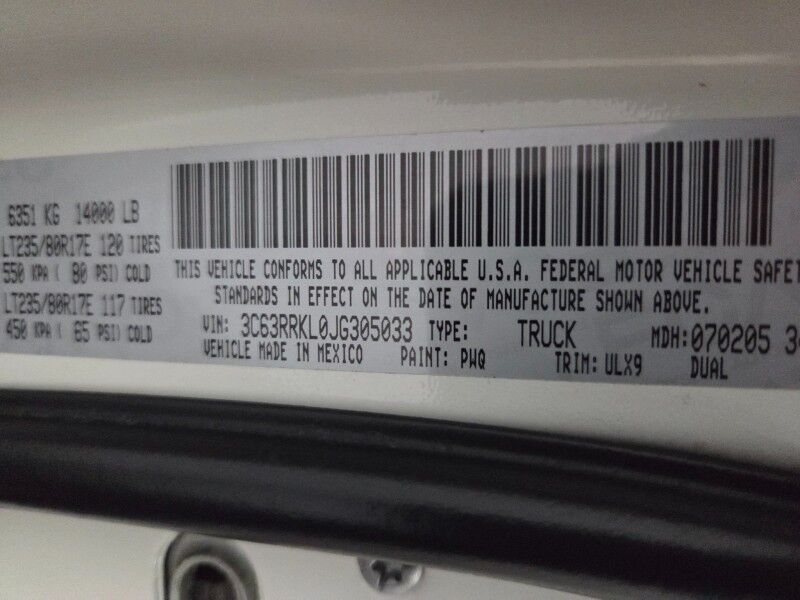 6351 KG 14000 LB
LT235/80R17E 120 TIRES
550 KPA ( 80 PSI) COLD
LT235/80R17E 117 TIRES
450 KPA ( 65 PSI) COLD
THIS VEHICLE CONFORMS TO ALL APPLICABLE U.S.A. FEDERAL MOTOR VEHICLE SAFET
STANDARDS IN EFFECT ON THE DATE OF MANUFACTURE SHOWN ABOVE.
VIN: 3C63RRKL0JG305033 TYPE: TRUCK MDH: 070205 3
VEHICLE MADE IN MEXICO PAINT: PWQ TRIM: ULX9 DUAL